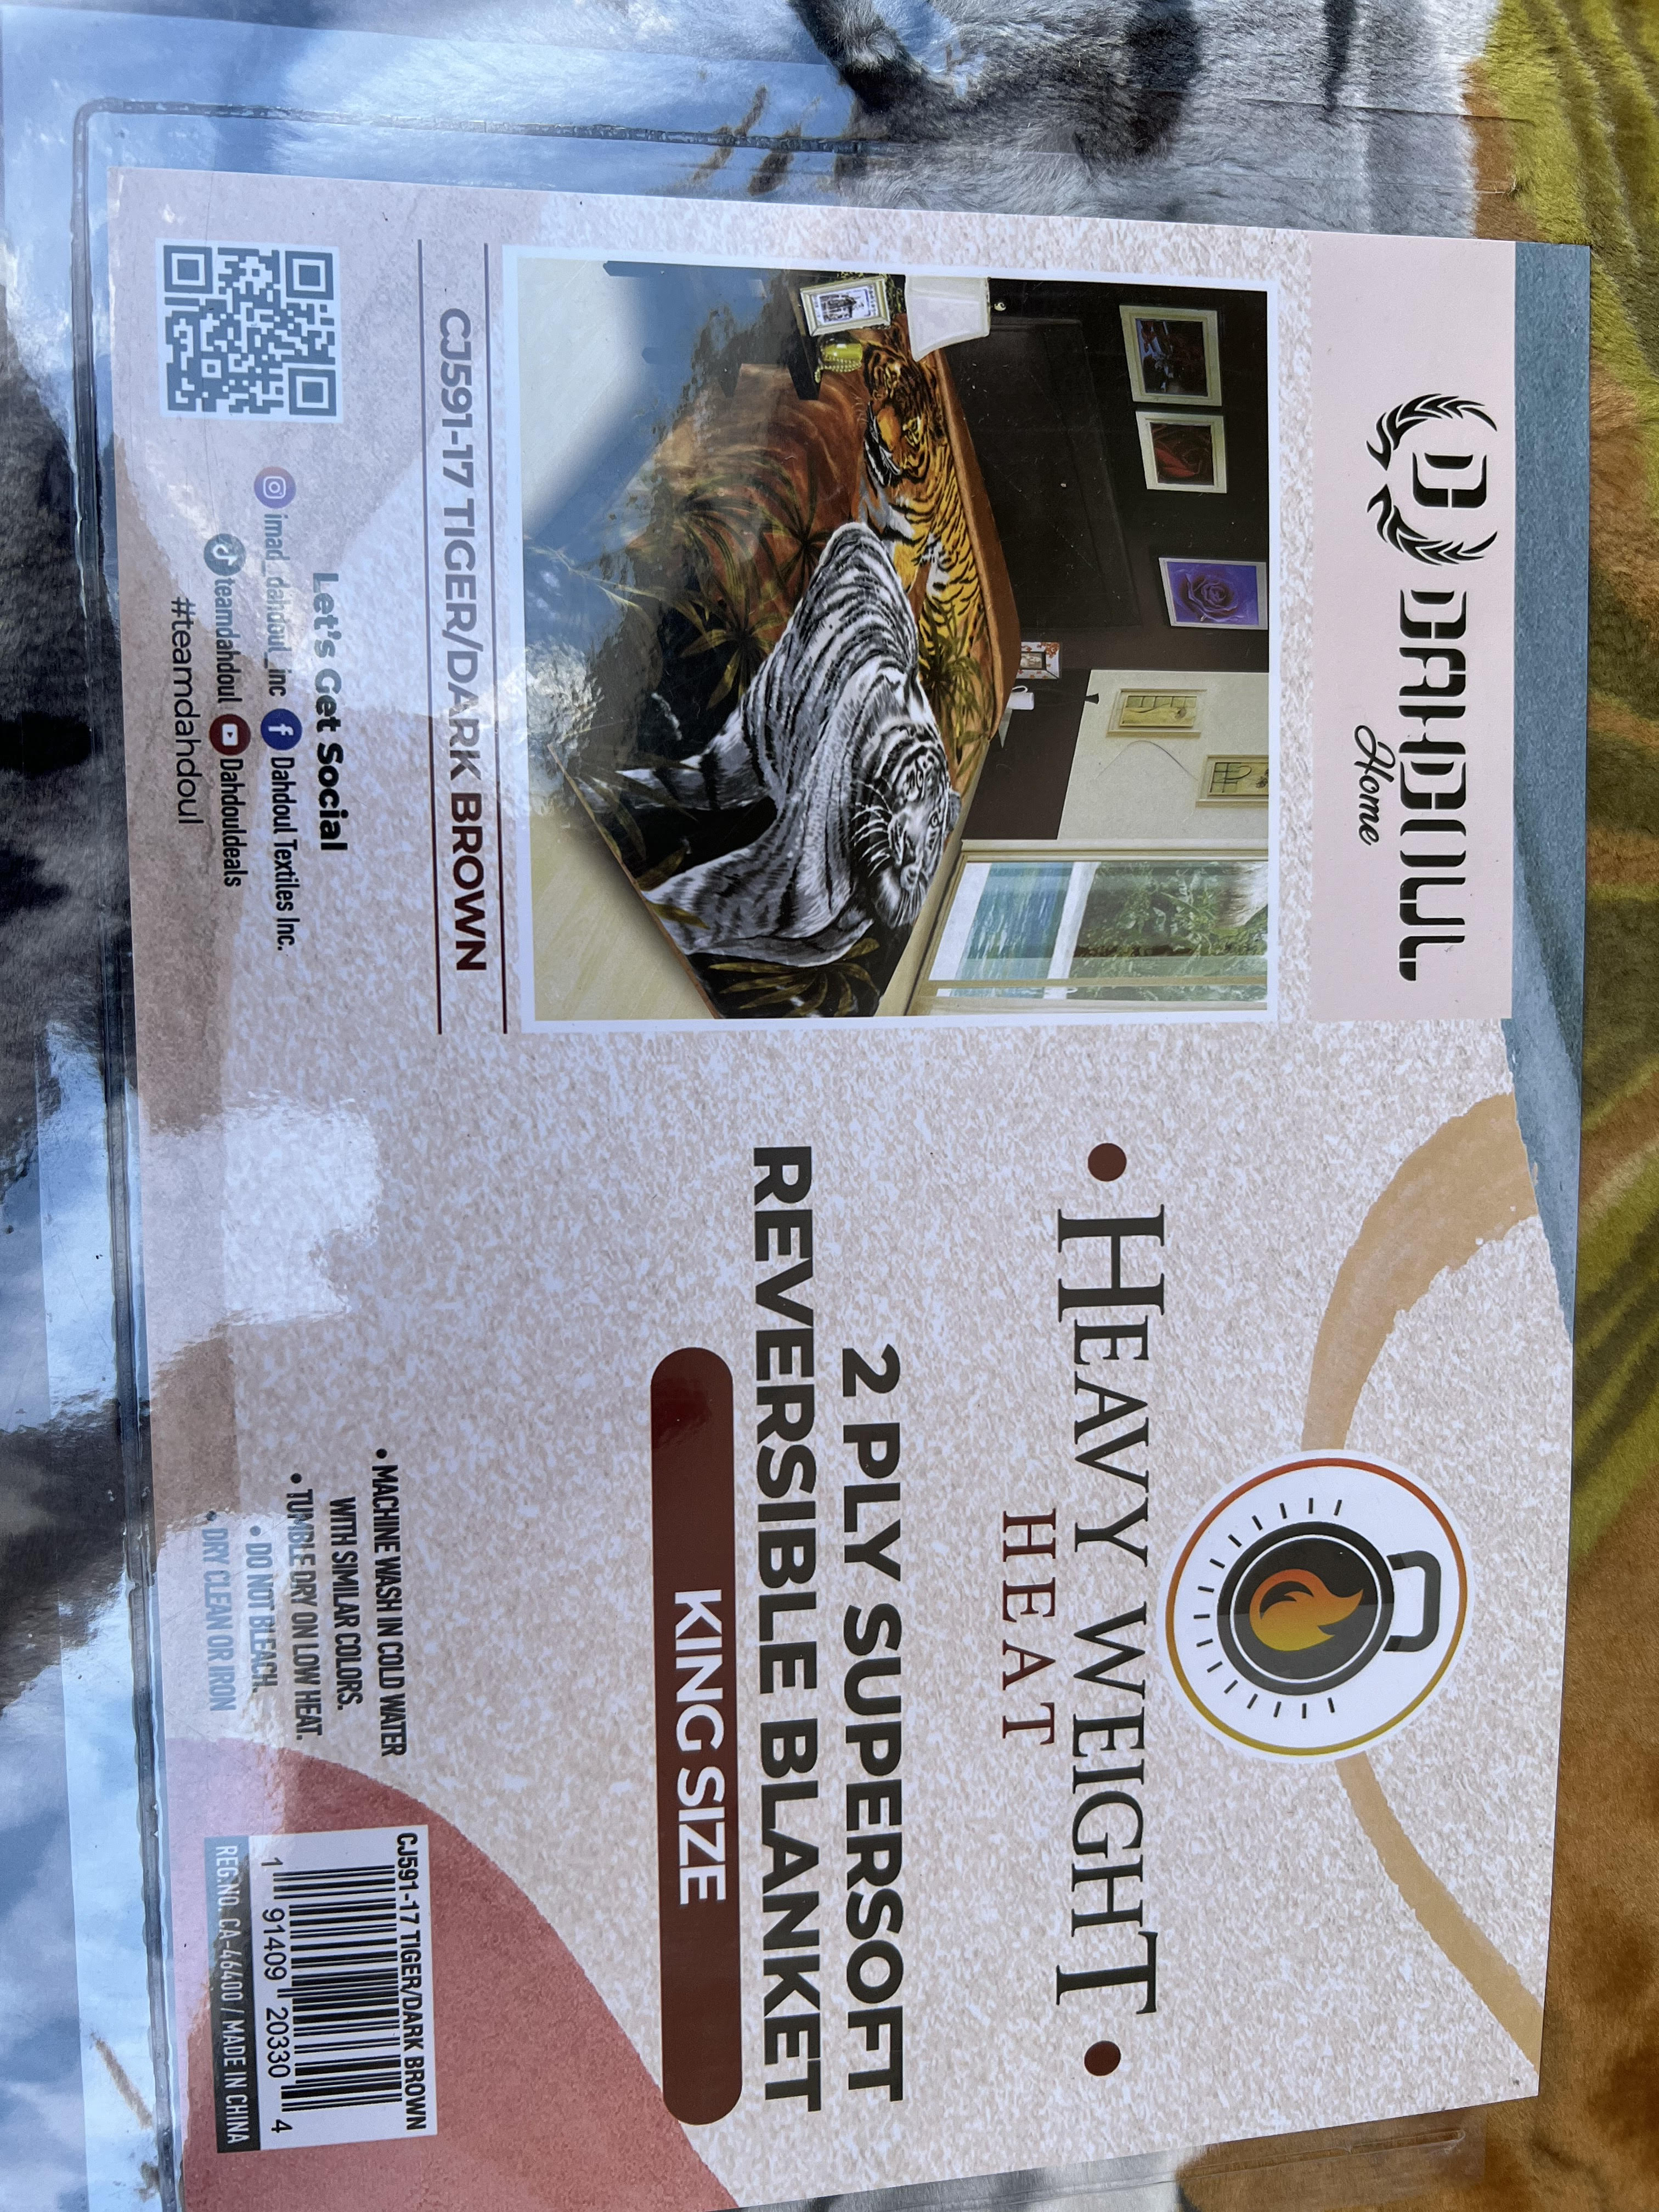 D DAHDOUL
Home
HEAVY WEIGHT
HEAT
2 PLY SUPERSOFT
REVERSIBLE BLANKET
KING SIZE
CJ591-17 TIGER/DARK BROWN
Let's Get Social
imad_dahdoul_inc Dahdoul Textiles Inc.
teamdahdoul Dahdouldeals
#teamdahdoul
• MACHINE WASH IN COLD WATER
WITH SIMILAR COLORS.
• TUMBLE DRY ON LOW HEAT.
• DO NOT BLEACH.
• DRY CLEAN OR IRON
CJ591-17 TIGER/DARK BROWN
1 91409 20330 4
REG.NO. CA-46400 / MADE IN CHINA